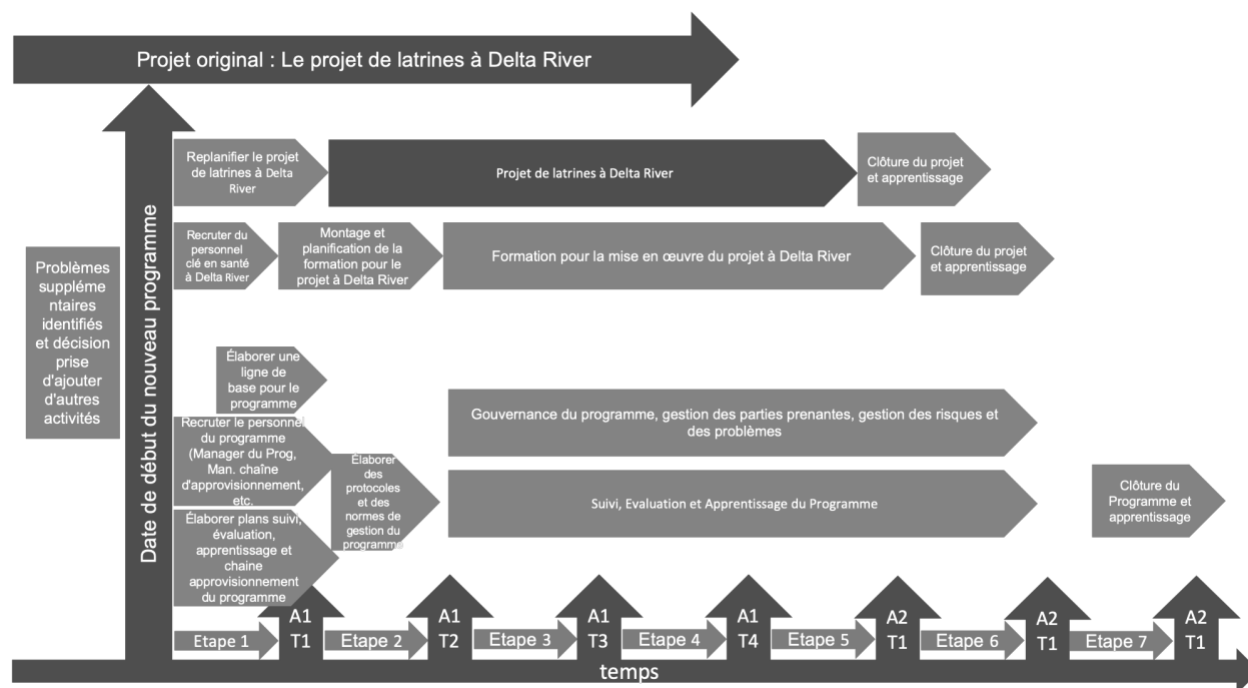 Projet original : Le projet de latrines à Delta River
Replanifier le projet
de latrines à Delta
River
Projet de latrines à Delta River
Clôture du projet
et apprentissage
Recruter du
personnel
clé en santé
à Delta River
Montage et
planification de la
formation pour le
projet à Delta River
Formation pour la mise en œuvre du projet à Delta River
Clôture du projet
et apprentissage
Problèmes
supplémé
ntaires
identifiés
et décision
prise
d'ajouter
d'autres
activités
Date de début du nouveau programme
Élaborer une
ligne de
base pour le
programme
Recruter le personnel
du programme
(Manager du Prog,
Man. chaîne
d'approvisionnement,
etc.
Élaborer
des
protocoles
et des
normes de
gestion du
programme
Élaborer plans suivi,
évaluation,
apprentissage et
chaine
approvisionnement
du programme
Gouvernance du programme, gestion des parties prenantes, gestion des risques et
des problèmes
Suivi, Evaluation et Apprentissage du Programme
Clôture du
Programme et
apprentissage
Etape 1
A1
T1
Etape 2
A1
T2
Etape 3
A1
T3
Etape 4
A1
T4
Etape 5
A2
T1
Etape 6
A2
T1
Etape 7
A2
T1
temps